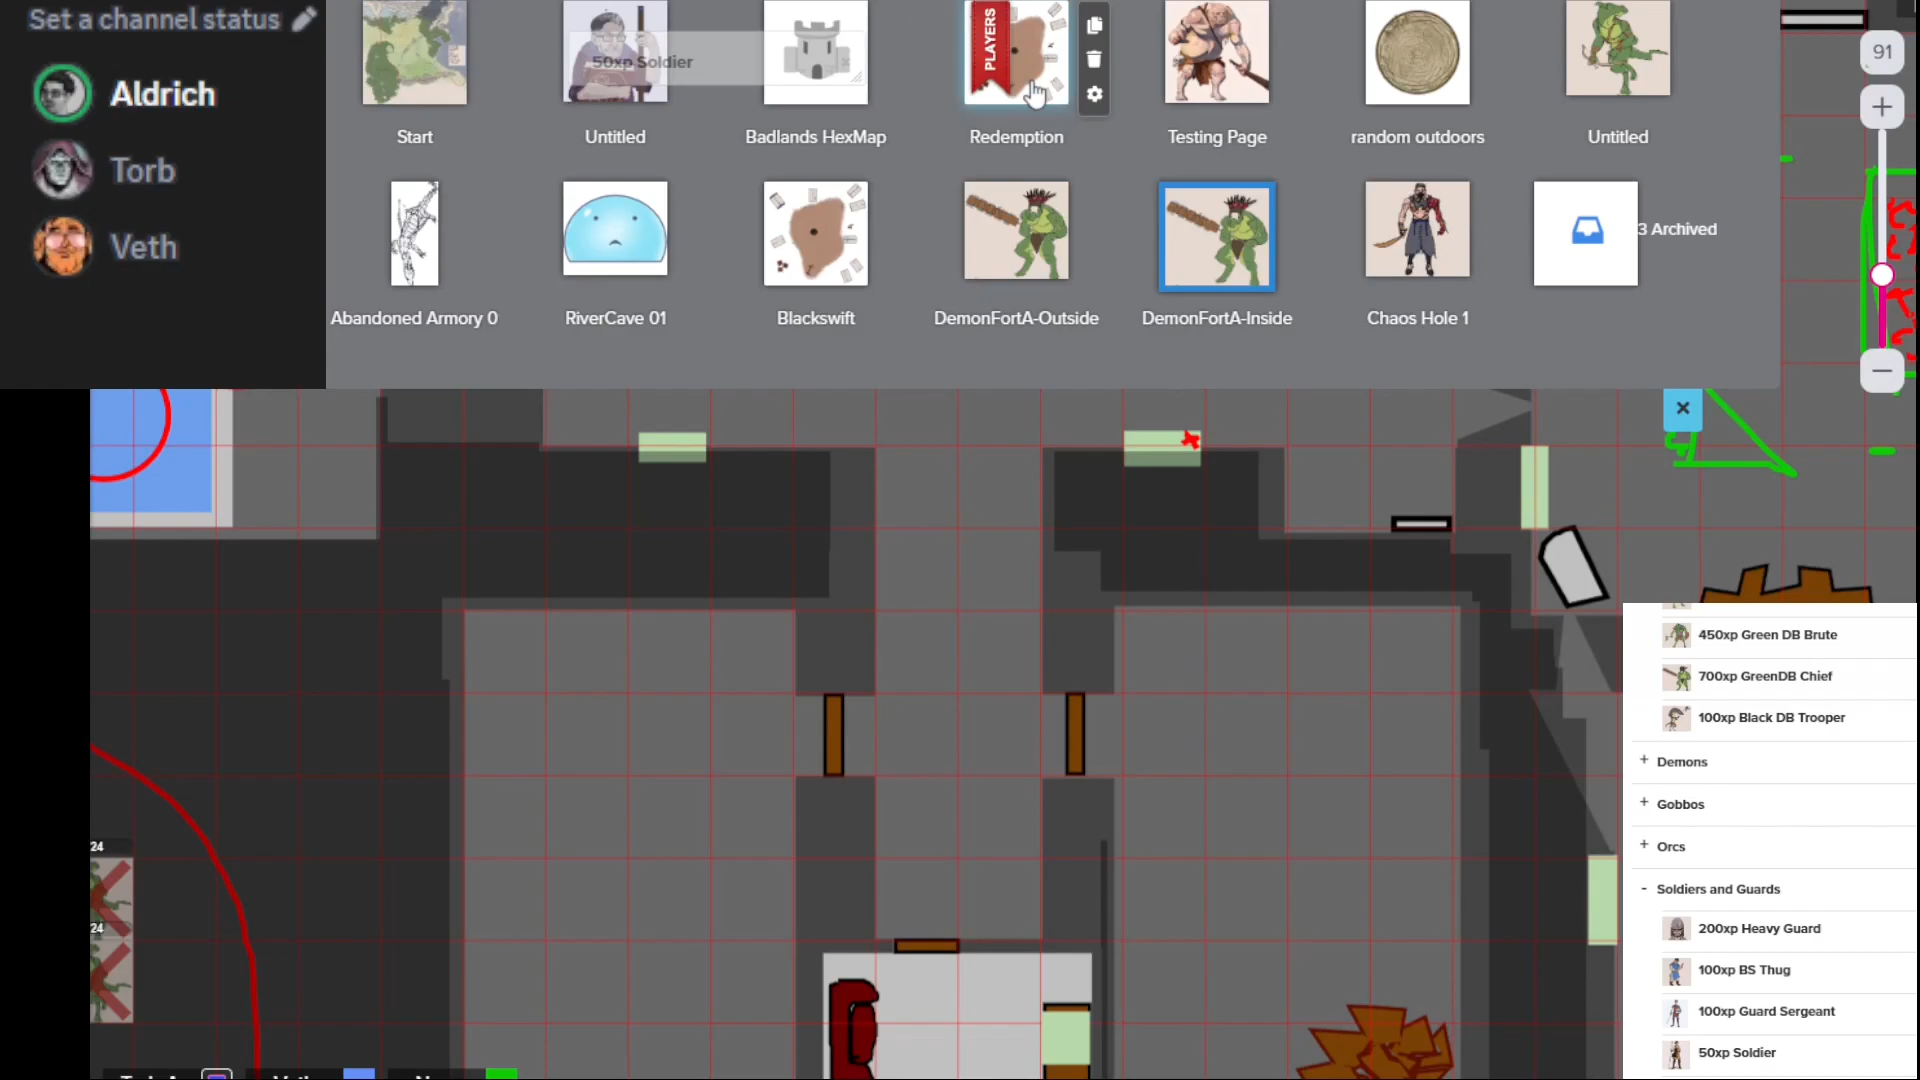 Set a channel status
Aldrich
Torb
Veth
50xp Soldier
PLAYERS
Start
Untitled
Badlands HexMap
Redemption
Testing Page
random outdoors
Untitled
Abandoned Armory 0
RiverCave 01
Blackswift
DemonFortA-Outside
DemonFortA-Inside
Chaos Hole 1
3 Archived
91
24
24
450xp Green DB Brute
700xp GreenDB Chief
100xp Black DB Trooper
+ Demons
+ Gobbos
+ Orcs
- Soldiers and Guards
200xp Heavy Guard
100xp BS Thug
100xp Guard Sergeant
50xp Soldier